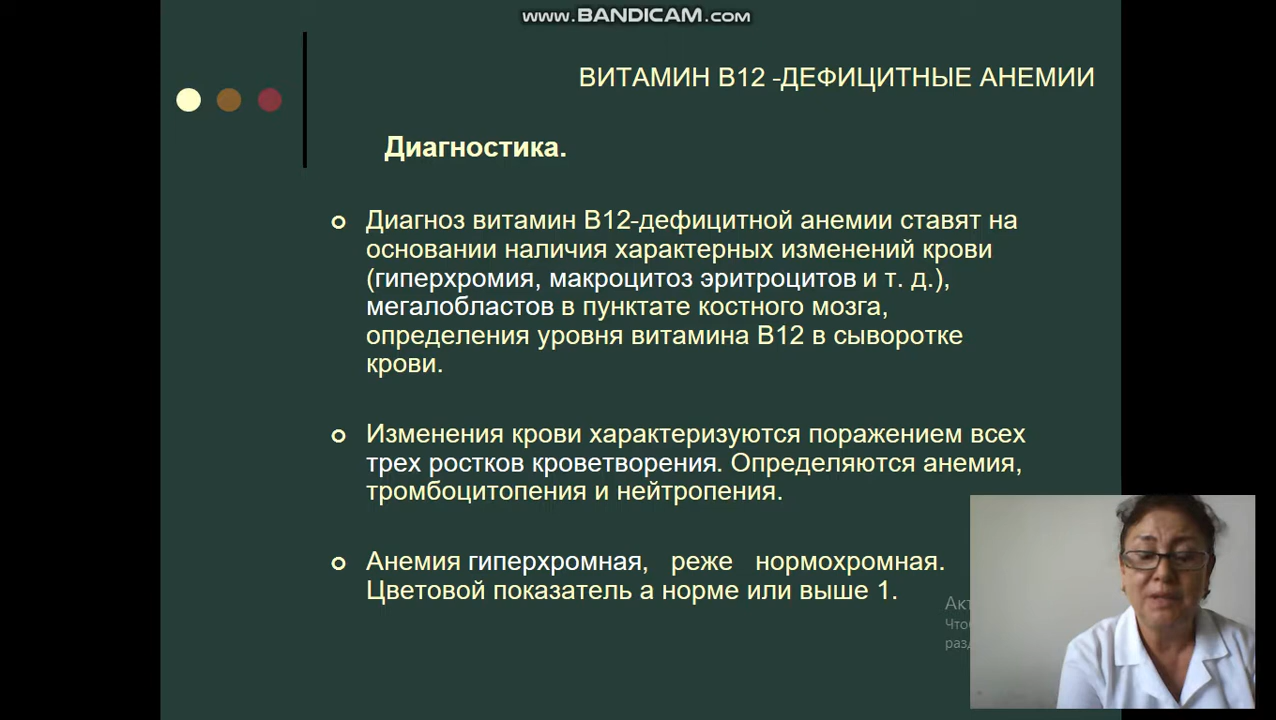 www.BANDICAM.com
ВИТАМИН В12 -ДЕФИЦИТНЫЕ АНЕМИИ
Диагностика.
Диагноз витамин В12-дефицитной анемии ставят на
основании наличия характерных изменений крови
(гиперхромия, макроцитоз эритроцитов и т. д.),
мегалобластов в пунктате костного мозга,
определения уровня витамина В12 в сыворотке
крови.
Изменения крови характеризуются поражением всех
трех ростков кроветворения. Определяются анемия,
тромбоцитопения и нейтропения.
Анемия гиперхромная, реже нормохромная.
Цветовой показатель а норме или выше 1.